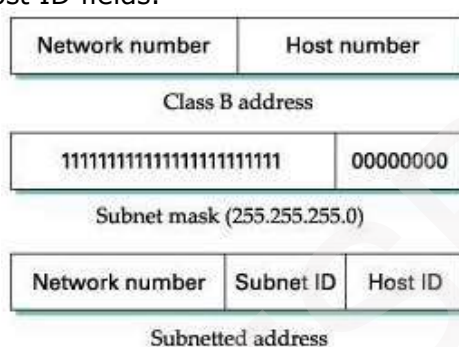 ost ID fields.
Network number Host number
Class B address
111111111111111111111111 00000000
Subnet mask (255.255.255.0)
Network number Subnet ID Host ID
Subnetted address